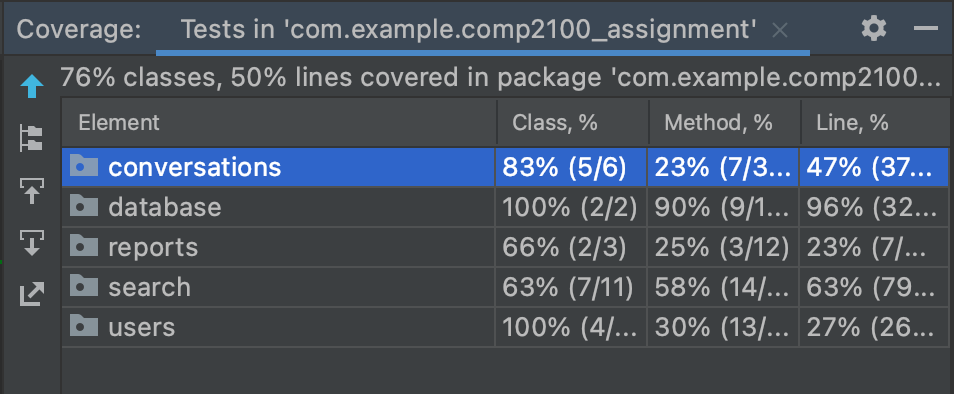 Coverage: Tests in 'com.example.comp2100_assignment'
76% classes, 50% lines covered in package 'com.example.comp2100...
Element Class, % Method, % Line, %
conversations 83% (5/6) 23% (7/3... 47% (37...
database 100% (2/2) 90% (9/1... 96% (32...
reports 66% (2/3) 25% (3/12) 23% (7/...
search 63% (7/11) 58% (14/... 63% (79...
users 100% (4/... 30% (13/... 27% (26...